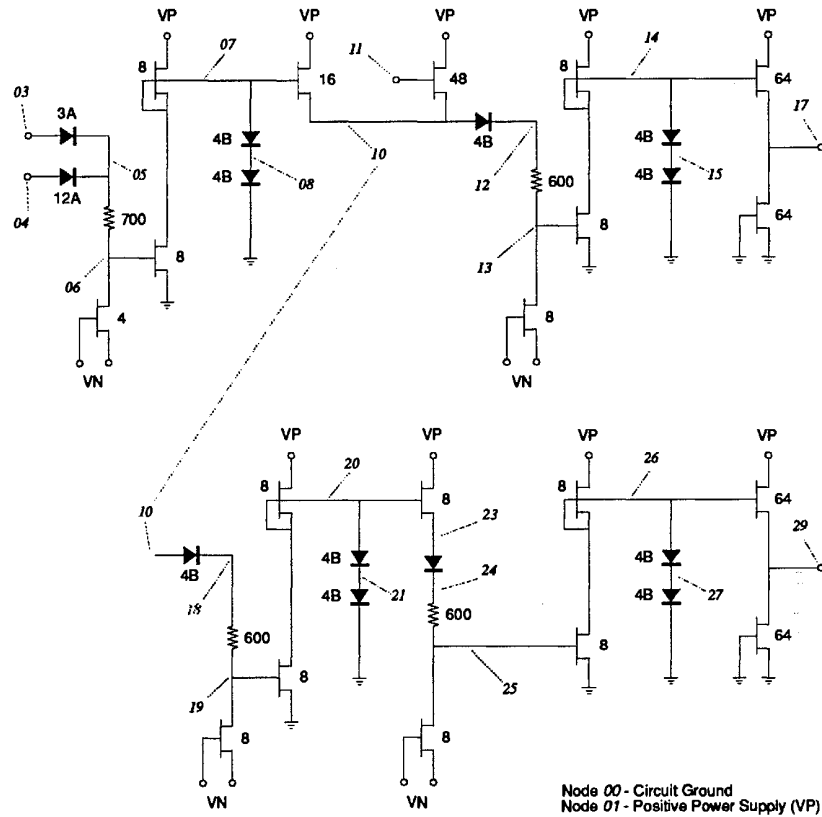 VP VP VP VP VP
07 11 14
8 16 48 8 64
03 3A 17
4B 10 4B 4B
05 12
4B 08 600 4B 15
04 12A
700 64
06 8 13 8
4 8
VN VN
VP VP VP VP
20 26
8 8 8 64
10 23 29
4B 4B 24 4B
18 4B 21 4B 27
600 600 64
19 8 25 8
8 8
VN VN
Node 00 - Circuit Ground
Node 01 - Positive Power Supply (VP)